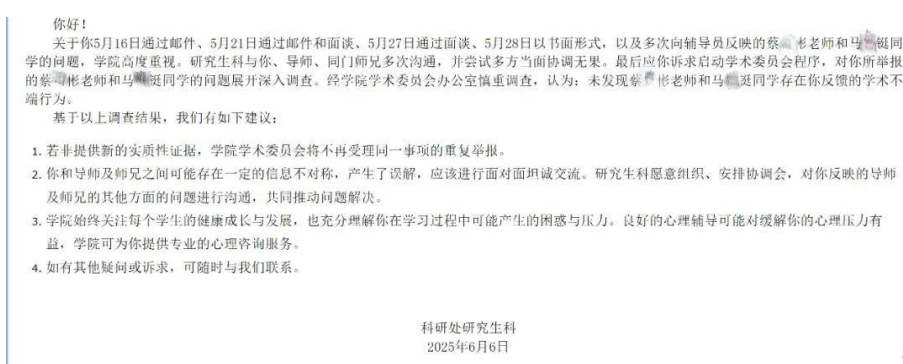 你好!
关于你5月16日通过邮件、5月21日通过邮件和面谈、5月27日通过面谈、5月28日以书面形式,以及多次向辅导员反映的蔡 彬老师和马 铤同
学的问题,学院高度重视。研究生科与你、导师、同门师兄多次沟通,并尝试多方当面协调无果。最后应你诉求启动学术委员会程序,对你所举报
的蔡 彬老师和马 铤同学的问题展开深入调查。经学院学术委员会办公室慎重调查,认为:未发现蔡 彬老师和马 铤同学存在你反馈的学术不
端行为。
基于以上调查结果,我们有如下建议:
1. 若非提供新的实质性证据,学院学术委员会将不再受理同一事项的重复举报。
2. 你和导师及师兄之间可能存在一定的信息不对称,产生了误解,应该进行面对面坦诚交流。研究生科愿意组织、安排协调会,对你反映的导师
及师兄的其他方面的问题进行沟通,共同推动问题解决。
3. 学院始终关注每个学生的健康成长与发展,也充分理解你在学习过程中可能产生的困惑与压力。良好的心理辅导可能对缓解你的心理压力有
益,学院可为你提供专业的心理咨询服务。
4. 如有其他疑问或诉求,可随时与我们联系。
科研处研究生科
2025年6月6日